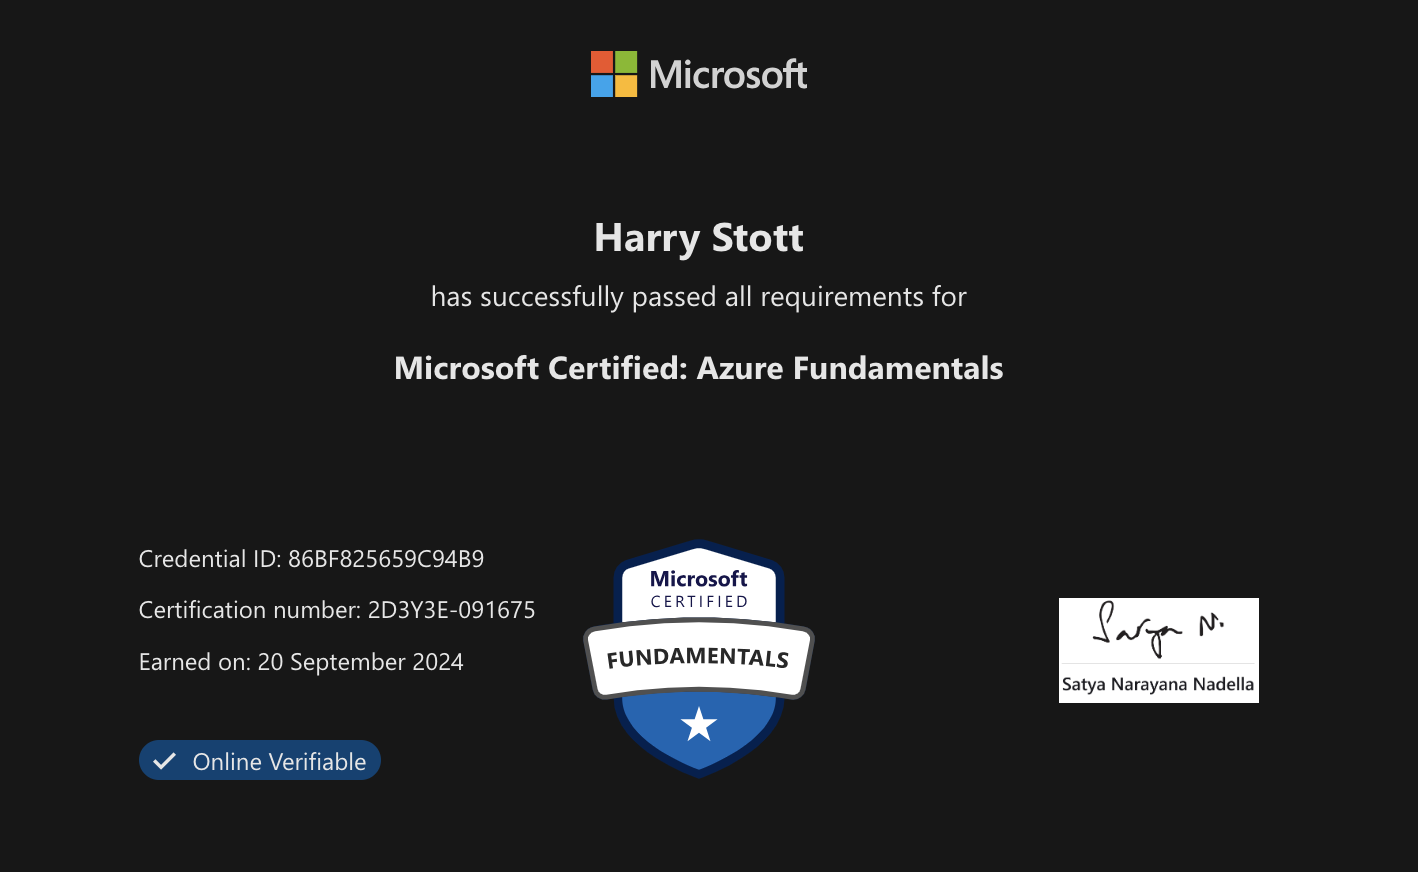 Microsoft
Harry Stott
has successfully passed all requirements for
Microsoft Certified: Azure Fundamentals
Credential ID: 86BF825659C94B9
Certification number: 2D3Y3E-091675
Earned on: 20 September 2024
Online Verifiable
Microsoft
CERTIFIED
FUNDAMENTALS
Satya N.
Satya Narayana Nadella